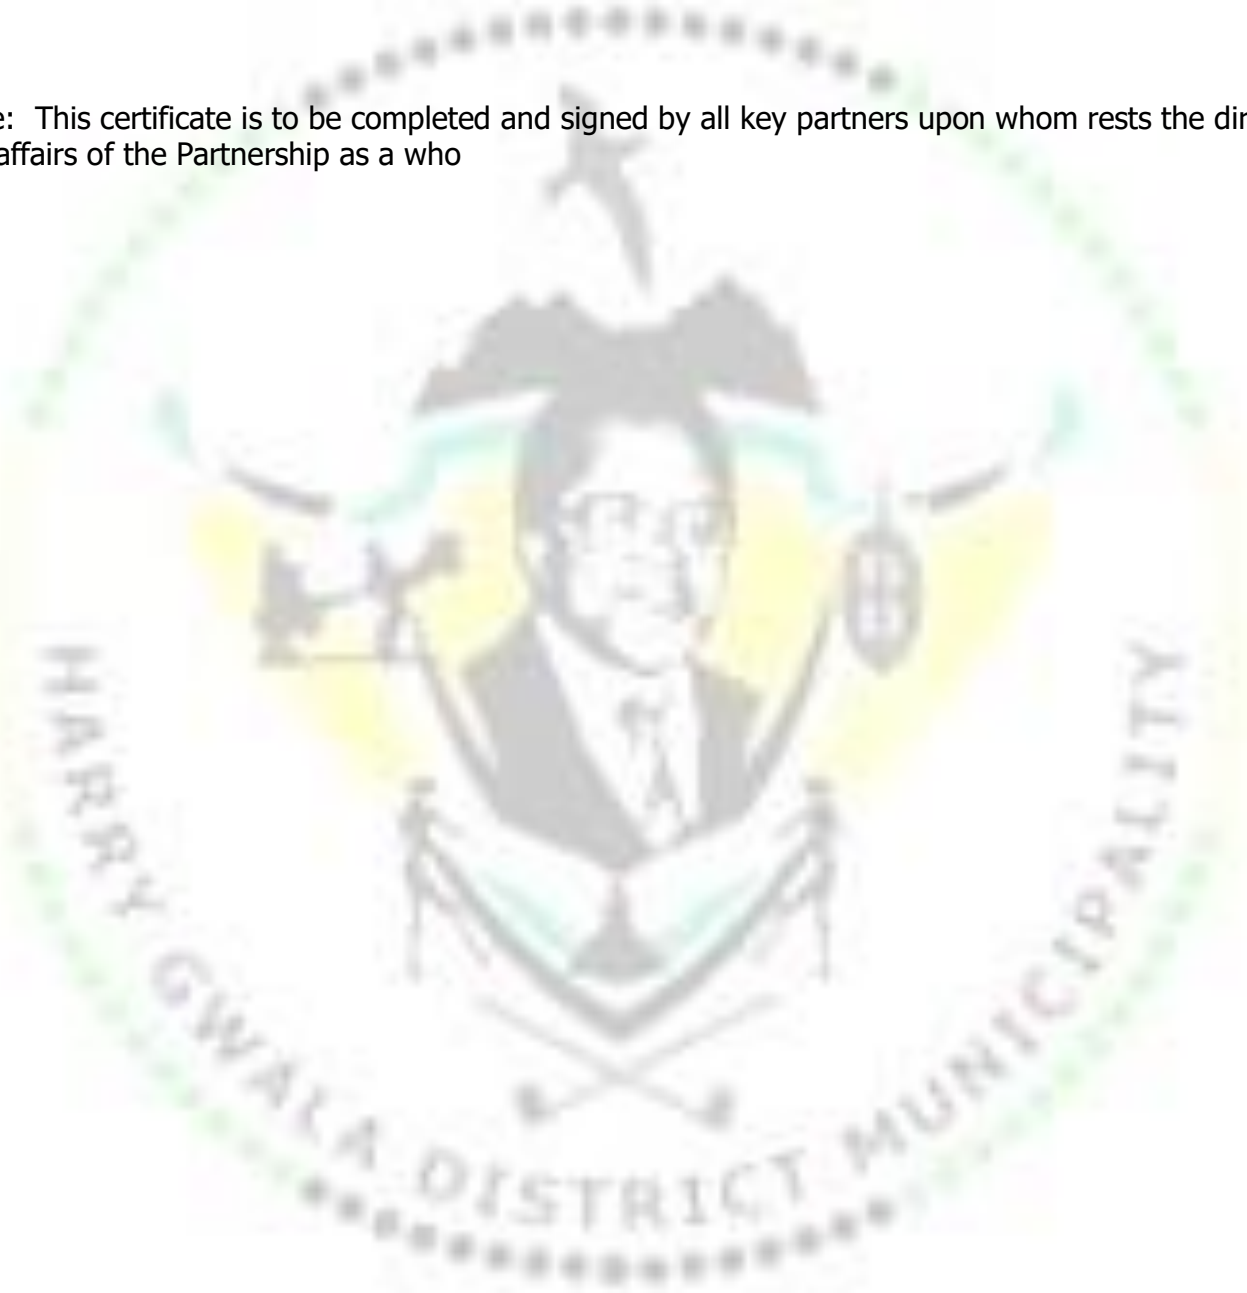 e: This certificate is to be completed and signed by all key partners upon whom rests the dir
affairs of the Partnership as a who
HARRY GWALA DISTRICT MUNICIPALITY